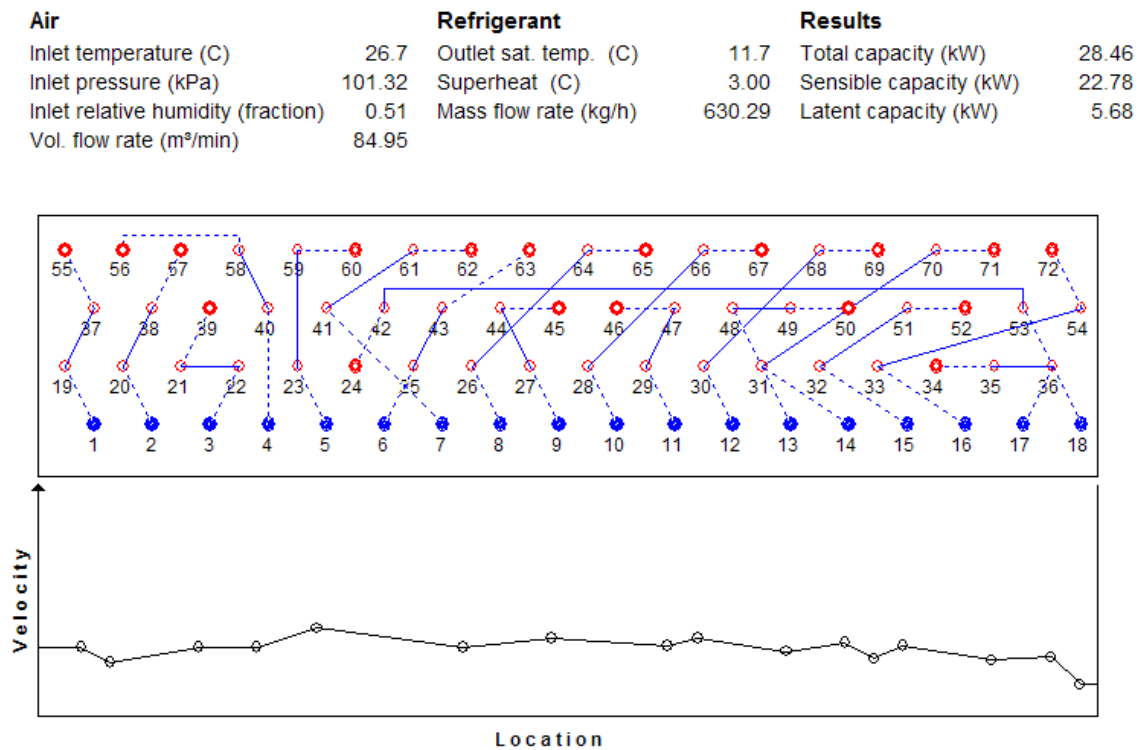 Air Refrigerant Results
Inlet temperature (C) 26.7 Outlet sat. temp. (C) 11.7 Total capacity (kW) 28.46
Inlet pressure (kPa) 101.32 Superheat (C) 3.00 Sensible capacity (kW) 22.78
Inlet relative humidity (fraction) 0.51 Mass flow rate (kg/h) 630.29 Latent capacity (kW) 5.68
Vol. flow rate (m³/min) 84.95
55 56 57 58 59 60 61 62 63 64 65 66 67 68 69 70 71 72
37 38 39 40 41 42 43 44 45 46 47 48 49 50 51 52 53 54
19 20 21 22 23 24 25 26 27 28 29 30 31 32 33 34 35 36
1 2 3 4 5 6 7 8 9 10 11 12 13 14 15 16 17 18
Velocity
Location